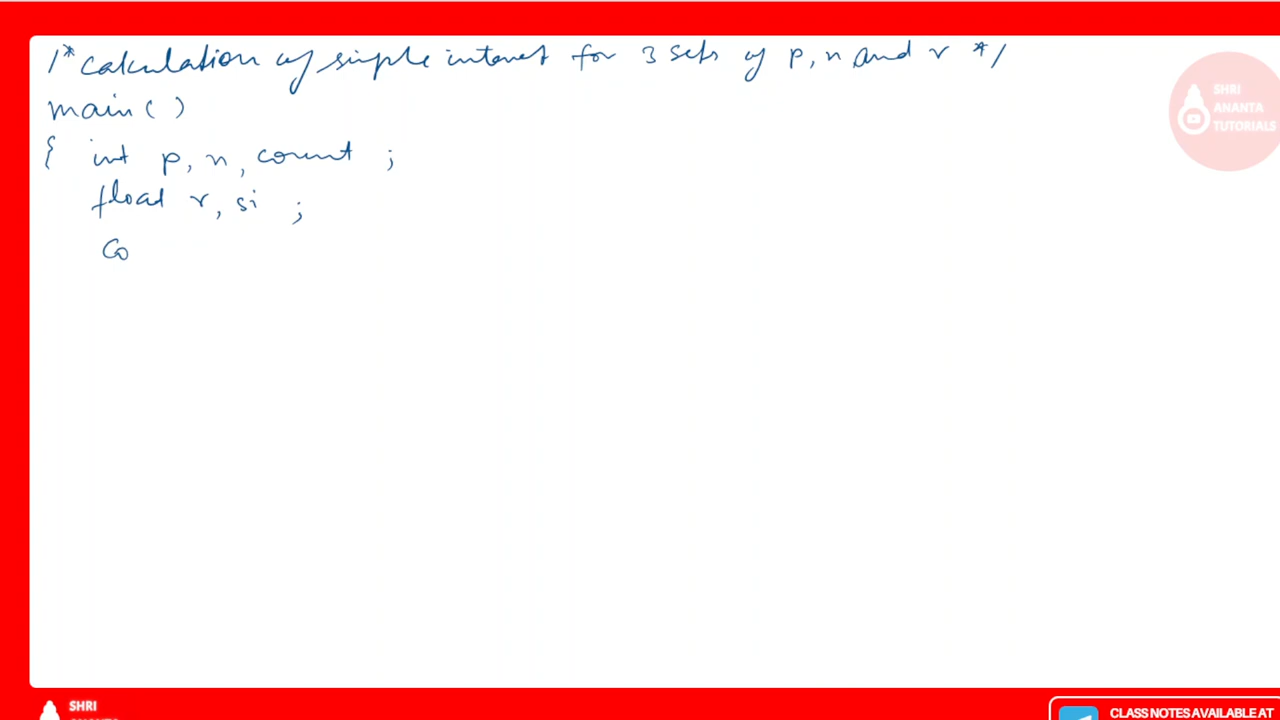 /* Calculation of simple interest for 3 sets of p, n and r */
main( )
{ int p, n, count ;
float r, si ;
Co
SHRI
ANANTA
TUTORIALS
SHRI
ANANTA
CLASS NOTES AVAILABLE AT